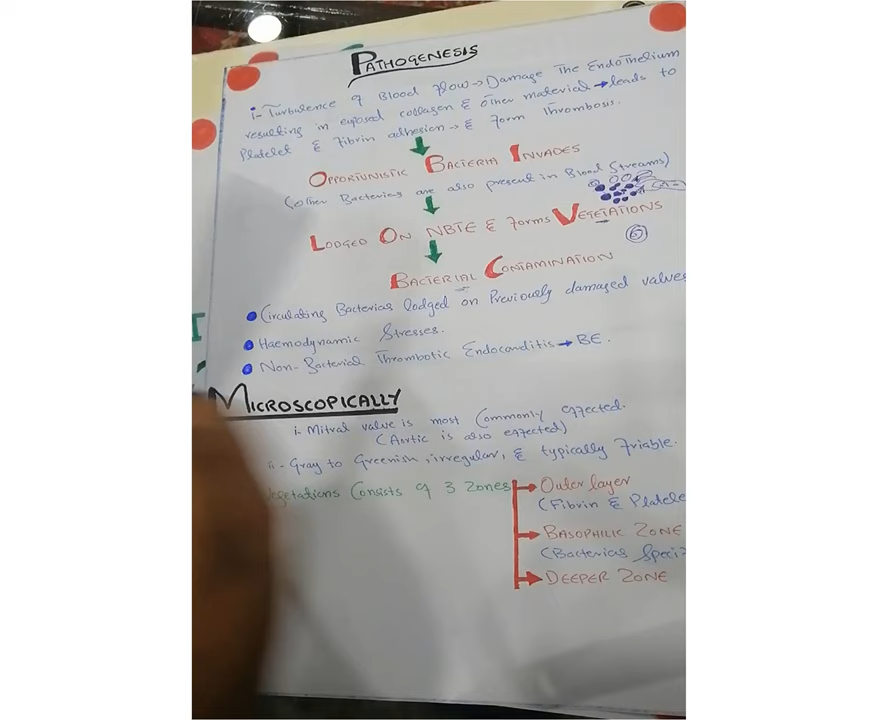 PATHOGENESIS
i- Turbulence of Blood flow → Damage The Endothelium
resulting in exposed collagen & other material → leads to
Platelet & Fibrin adhesion → & form Thrombosis.
OPPORTUNISTIC BACTERIA INVADES
(other Bacterias are also present in Blood Streams)
LODGED ON NBTE & forms VEGETATIONS
BACTERIAL CONTAMINATION
Circulating Bacterias lodged on Previously damaged valves
Haemodynamic Stresses.
Non-Bacterial Thrombotic Endocarditis → BE.
MICROSCOPICALLY
i. Mitral value is most Commonly effected.
(Aortic is also effected)
ii- Gray to Greenish, irregular, & typically friable.
Vegetations Consists of 3 Zones
Outer layer
(Fibrin & Platele
BASOPHILIC ZONE
(Bacterias Speci
DEEPER ZONE